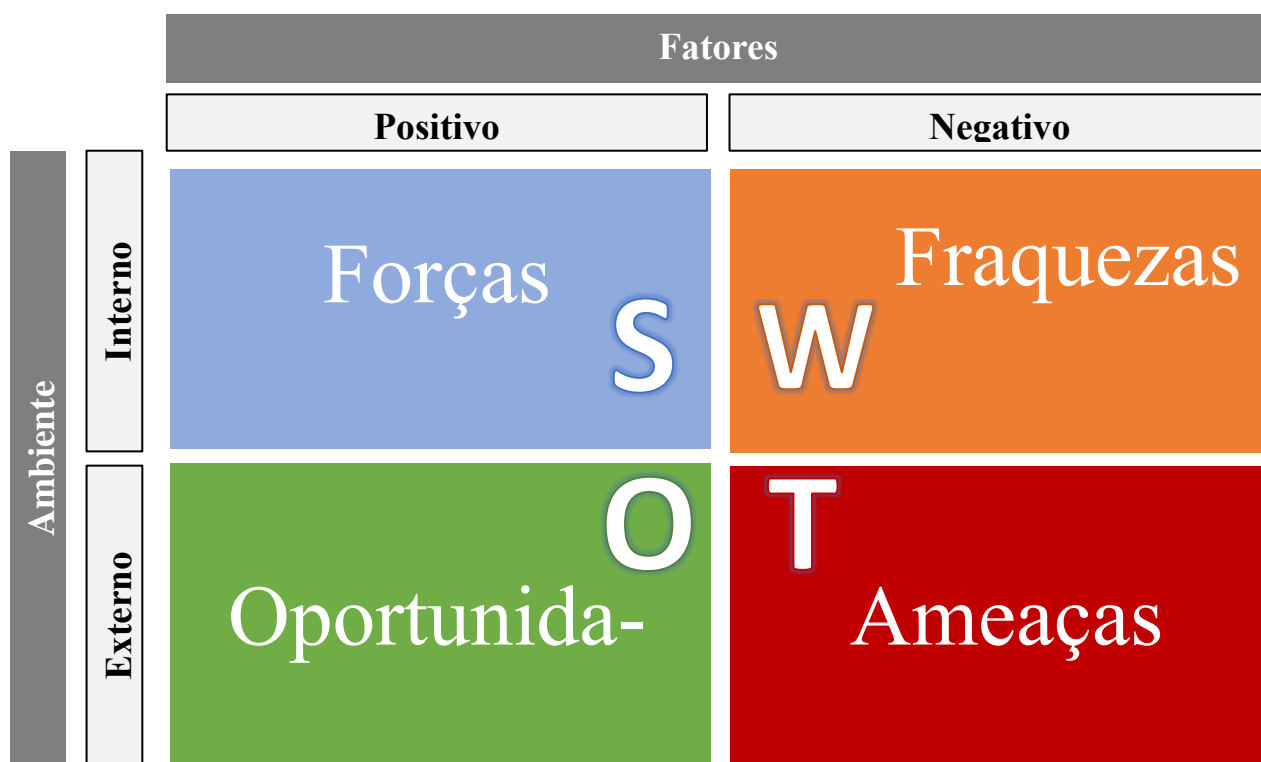 Fatores
Positivo
Negativo
Ambiente
Interno
Forças
S
Fraquezas
W
Externo
O
Oportunida-
T
Ameaças